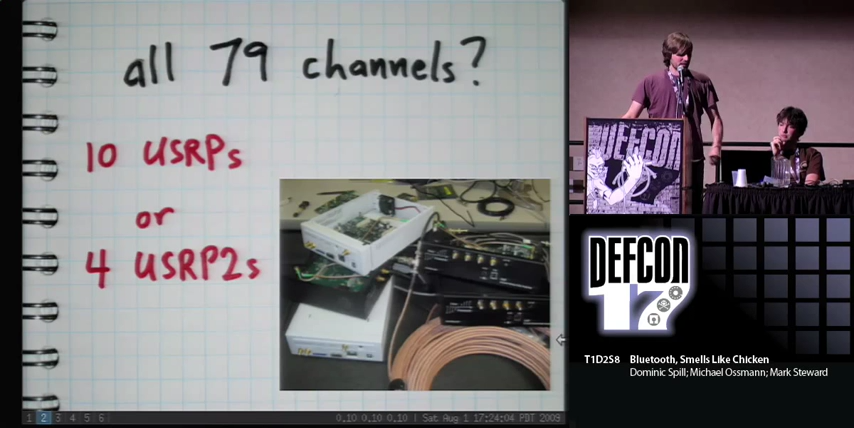 all 79 channels?
10 USRPs
or
4 USRP2s
1 2 3 4 5 6
0.10 0.10 0.10 | Sat Aug 1 17:24:04 PDT 2009
DEFCON
DEFCON
17
T1D2S8 Bluetooth, Smells Like Chicken
Dominic Spill; Michael Ossmann; Mark Steward